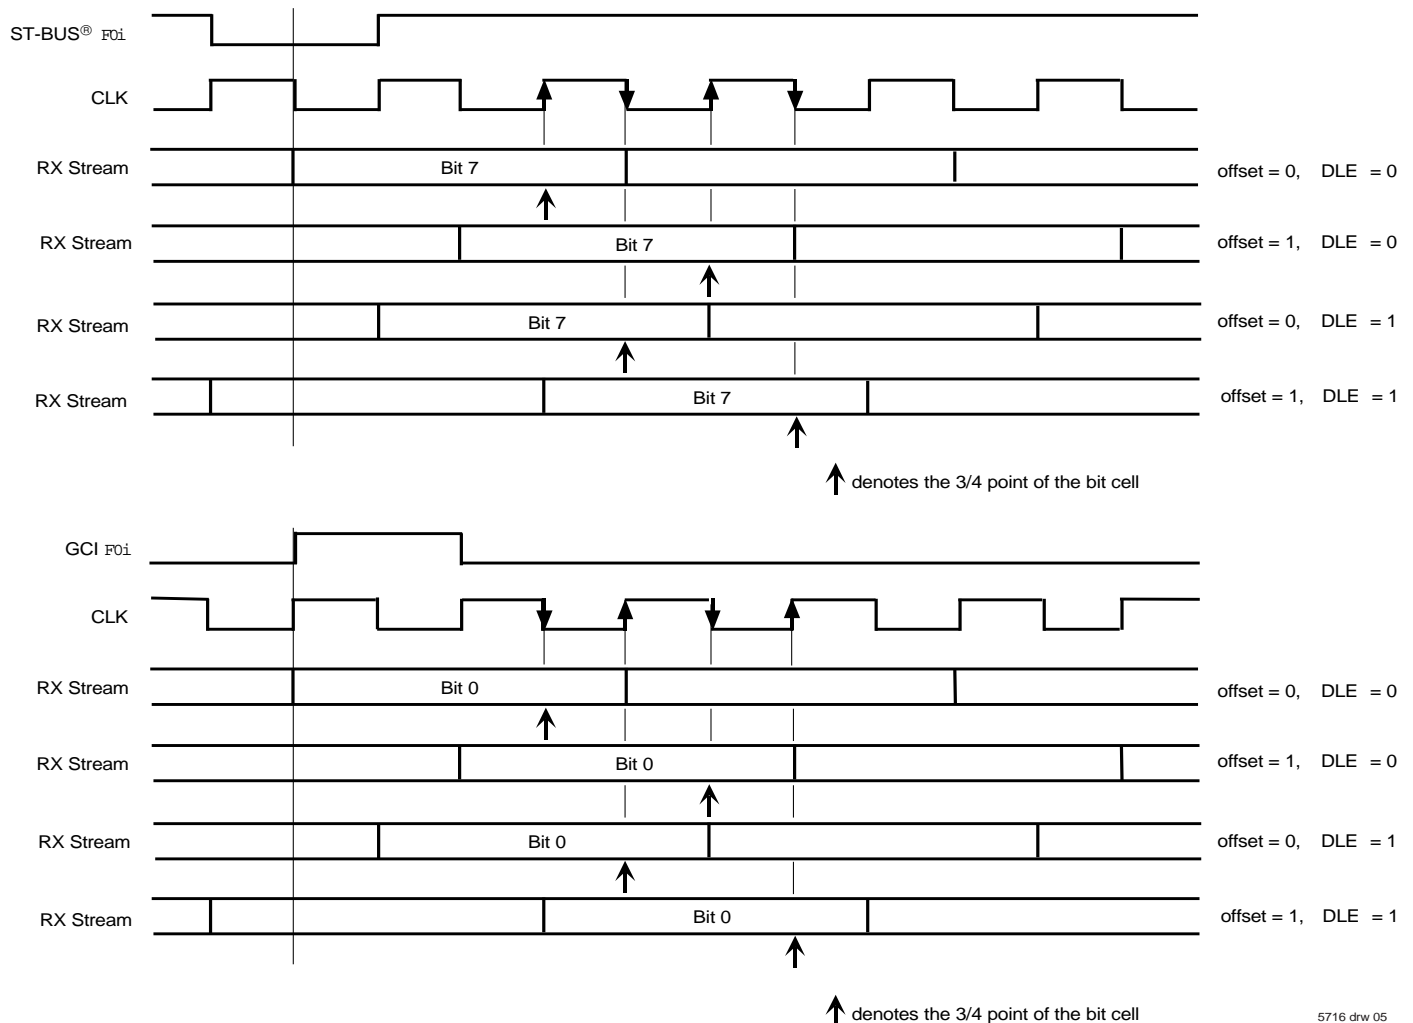 ST-BUS® F0i
CLK
RX Stream Bit 7 offset = 0, DLE = 0
RX Stream Bit 7 offset = 1, DLE = 0
RX Stream Bit 7 offset = 0, DLE = 1
RX Stream Bit 7 offset = 1, DLE = 1
denotes the 3/4 point of the bit cell
GCI F0i
CLK
RX Stream Bit 0 offset = 0, DLE = 0
RX Stream Bit 0 offset = 1, DLE = 0
RX Stream Bit 0 offset = 0, DLE = 1
RX Stream Bit 0 offset = 1, DLE = 1
denotes the 3/4 point of the bit cell
5716 drw 05